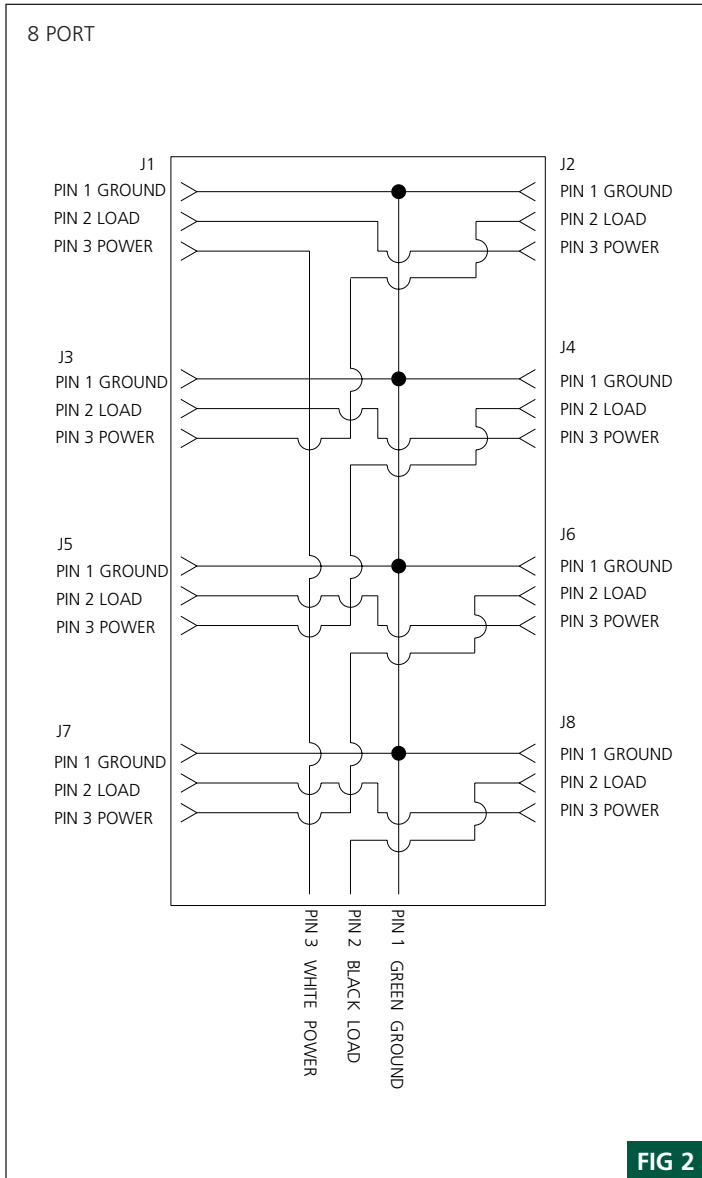 8 PORT
J1
PIN 1 GROUND
PIN 2 LOAD
PIN 3 POWER
J2
PIN 1 GROUND
PIN 2 LOAD
PIN 3 POWER
J3
PIN 1 GROUND
PIN 2 LOAD
PIN 3 POWER
J4
PIN 1 GROUND
PIN 2 LOAD
PIN 3 POWER
J5
PIN 1 GROUND
PIN 2 LOAD
PIN 3 POWER
J6
PIN 1 GROUND
PIN 2 LOAD
PIN 3 POWER
J7
PIN 1 GROUND
PIN 2 LOAD
PIN 3 POWER
J8
PIN 1 GROUND
PIN 2 LOAD
PIN 3 POWER
PIN 3 WHITE POWER
PIN 2 BLACK LOAD
PIN 1 GREEN GROUND
FIG 2